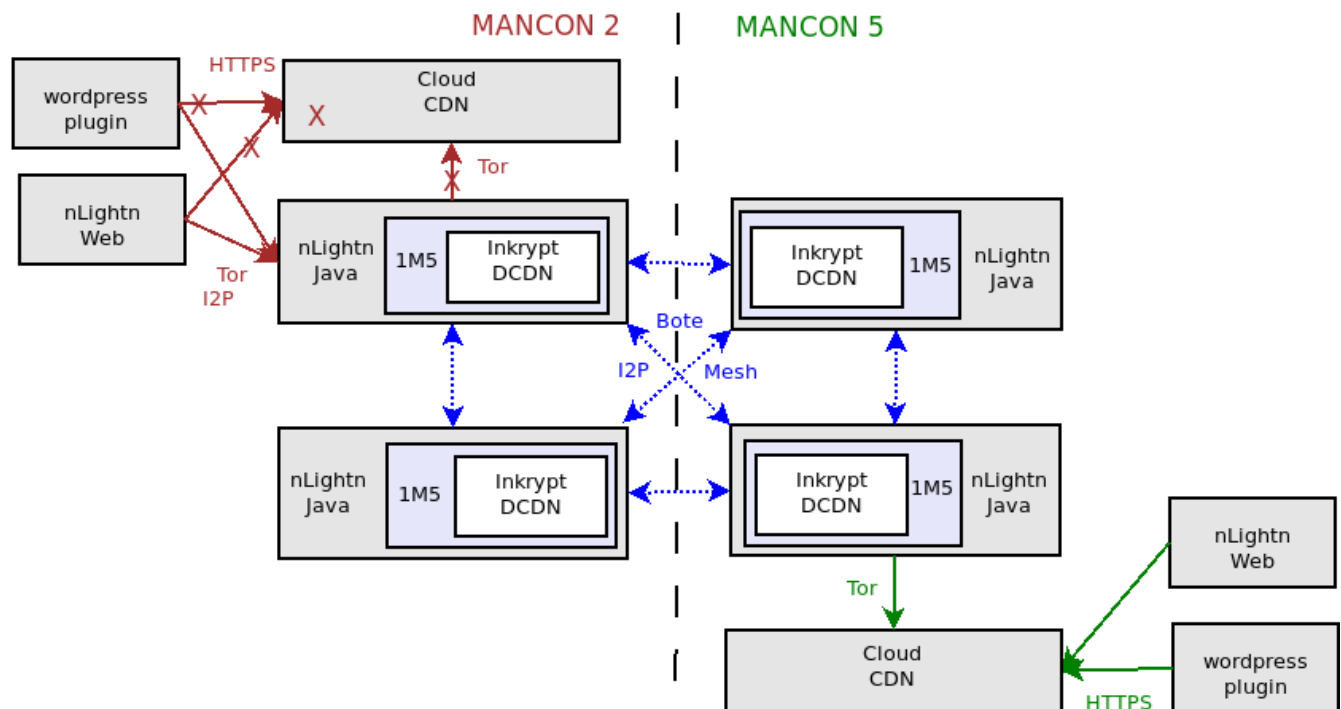 MANCON 2
MANCON 5
HTTPS
wordpress
plugin
Cloud
CDN
X
X
X
X
Tor
nLightn
Web
Tor
I2P
nLightn
Java
1M5
Inkrypt
DCDN
Inkrypt
DCDN
1M5
nLightn
Java
Bote
I2P
Mesh
nLightn
Java
1M5
Inkrypt
DCDN
Inkrypt
DCDN
1M5
nLightn
Java
Tor
nLightn
Web
Cloud
CDN
wordpress
plugin
HTTPS